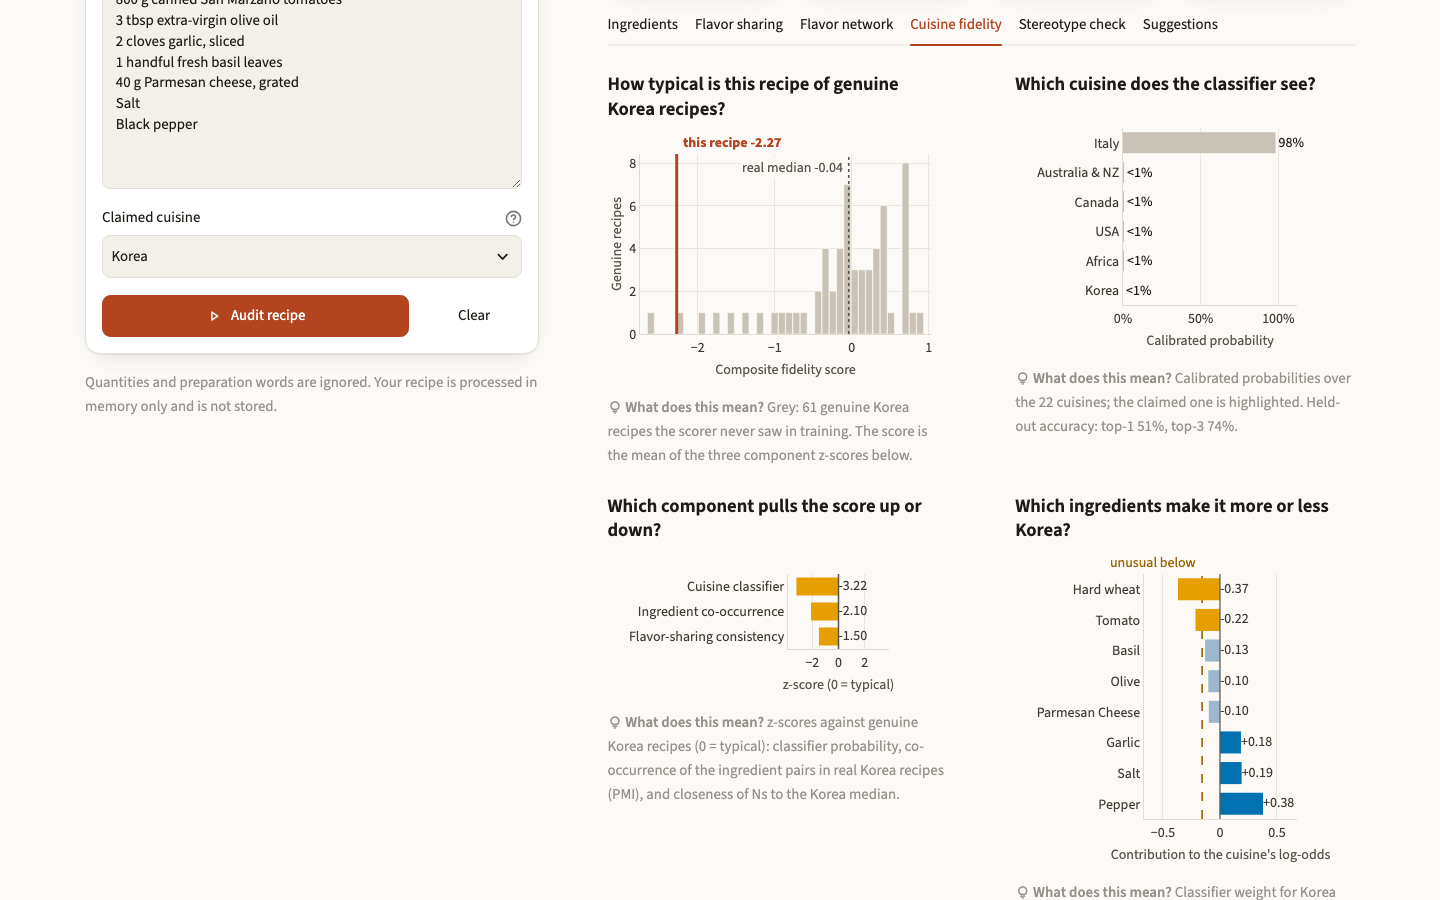 800 g canned San Marzano tomatoes
3 tbsp extra-virgin olive oil
2 cloves garlic, sliced
1 handful fresh basil leaves
40 g Parmesan cheese, grated
Salt
Black pepper
Claimed cuisine
Korea
Audit recipe
Clear
Quantities and preparation words are ignored. Your recipe is processed in
memory only and is not stored.
Ingredients
Flavor sharing
Flavor network
Cuisine fidelity
Stereotype check
Suggestions
How typical is this recipe of genuine
Korea recipes?
this recipe -2.27
real median -0.04
Genuine recipes
8
6
4
2
0
−2
−1
0
1
Composite fidelity score
What does this mean? Grey: 61 genuine Korea
recipes the scorer never saw in training. The score is
the mean of the three component z-scores below.
Which cuisine does the classifier see?
Italy 98%
Australia & NZ <1%
Canada <1%
USA <1%
Africa <1%
Korea <1%
0%
50%
100%
Calibrated probability
What does this mean? Calibrated probabilities over
the 22 cuisines; the claimed one is highlighted. Held-
out accuracy: top-1 51%, top-3 74%.
Which component pulls the score up or
down?
Cuisine classifier -3.22
Ingredient co-occurrence -2.10
Flavor-sharing consistency -1.50
−2
0
2
z-score (0 = typical)
What does this mean? z-scores against genuine
Korea recipes (0 = typical): classifier probability, co-
occurrence of the ingredient pairs in real Korea recipes
(PMI), and closeness of Ns to the Korea median.
Which ingredients make it more or less
Korea?
unusual below
Hard wheat -0.37
Tomato -0.22
Basil -0.13
Olive -0.10
Parmesan Cheese -0.10
Garlic +0.18
Salt +0.19
Pepper +0.38
−0.5
0
0.5
Contribution to the cuisine's log-odds
What does this mean? Classifier weight for Korea